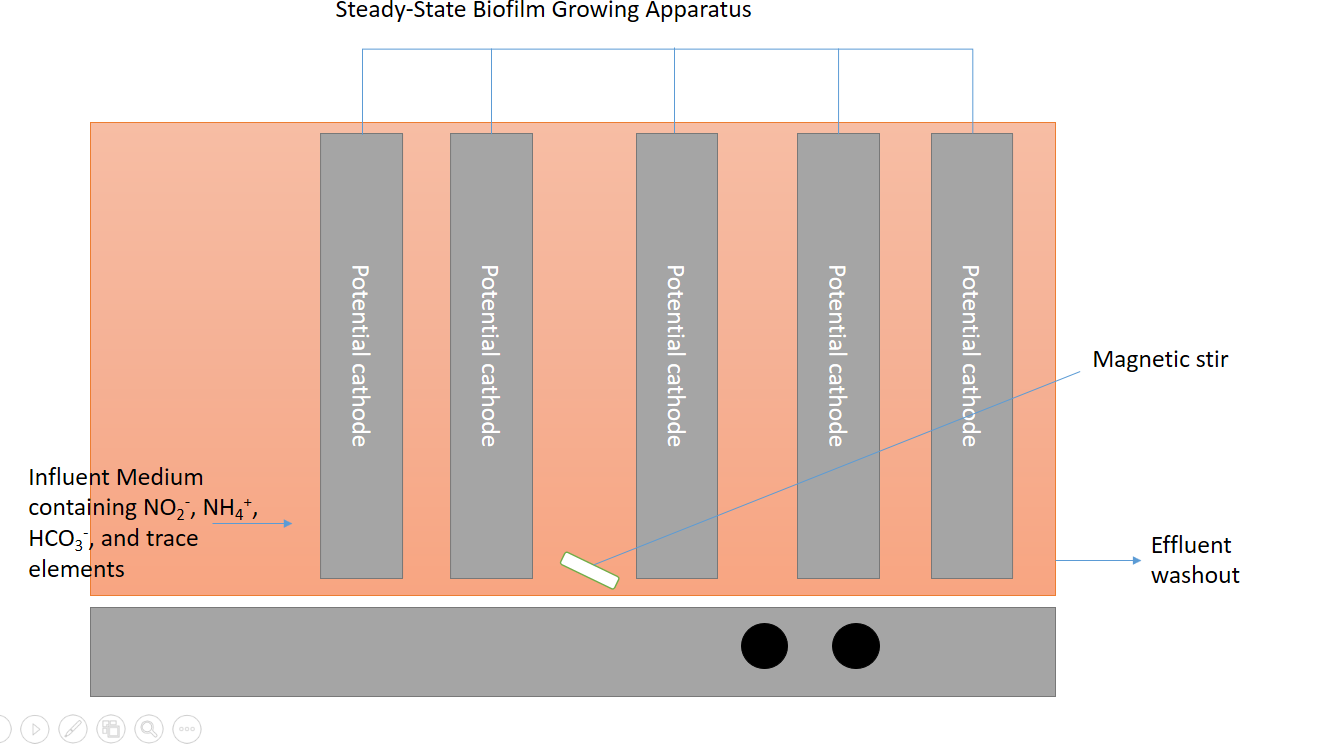 Steady-State Biofilm Growing Apparatus
Potential cathode
Potential cathode
Potential cathode
Potential cathode
Potential cathode
Magnetic stir
Influent Medium
containing NO₂⁻, NH₄⁺,
HCO₃⁻, and trace
elements
Effluent
washout